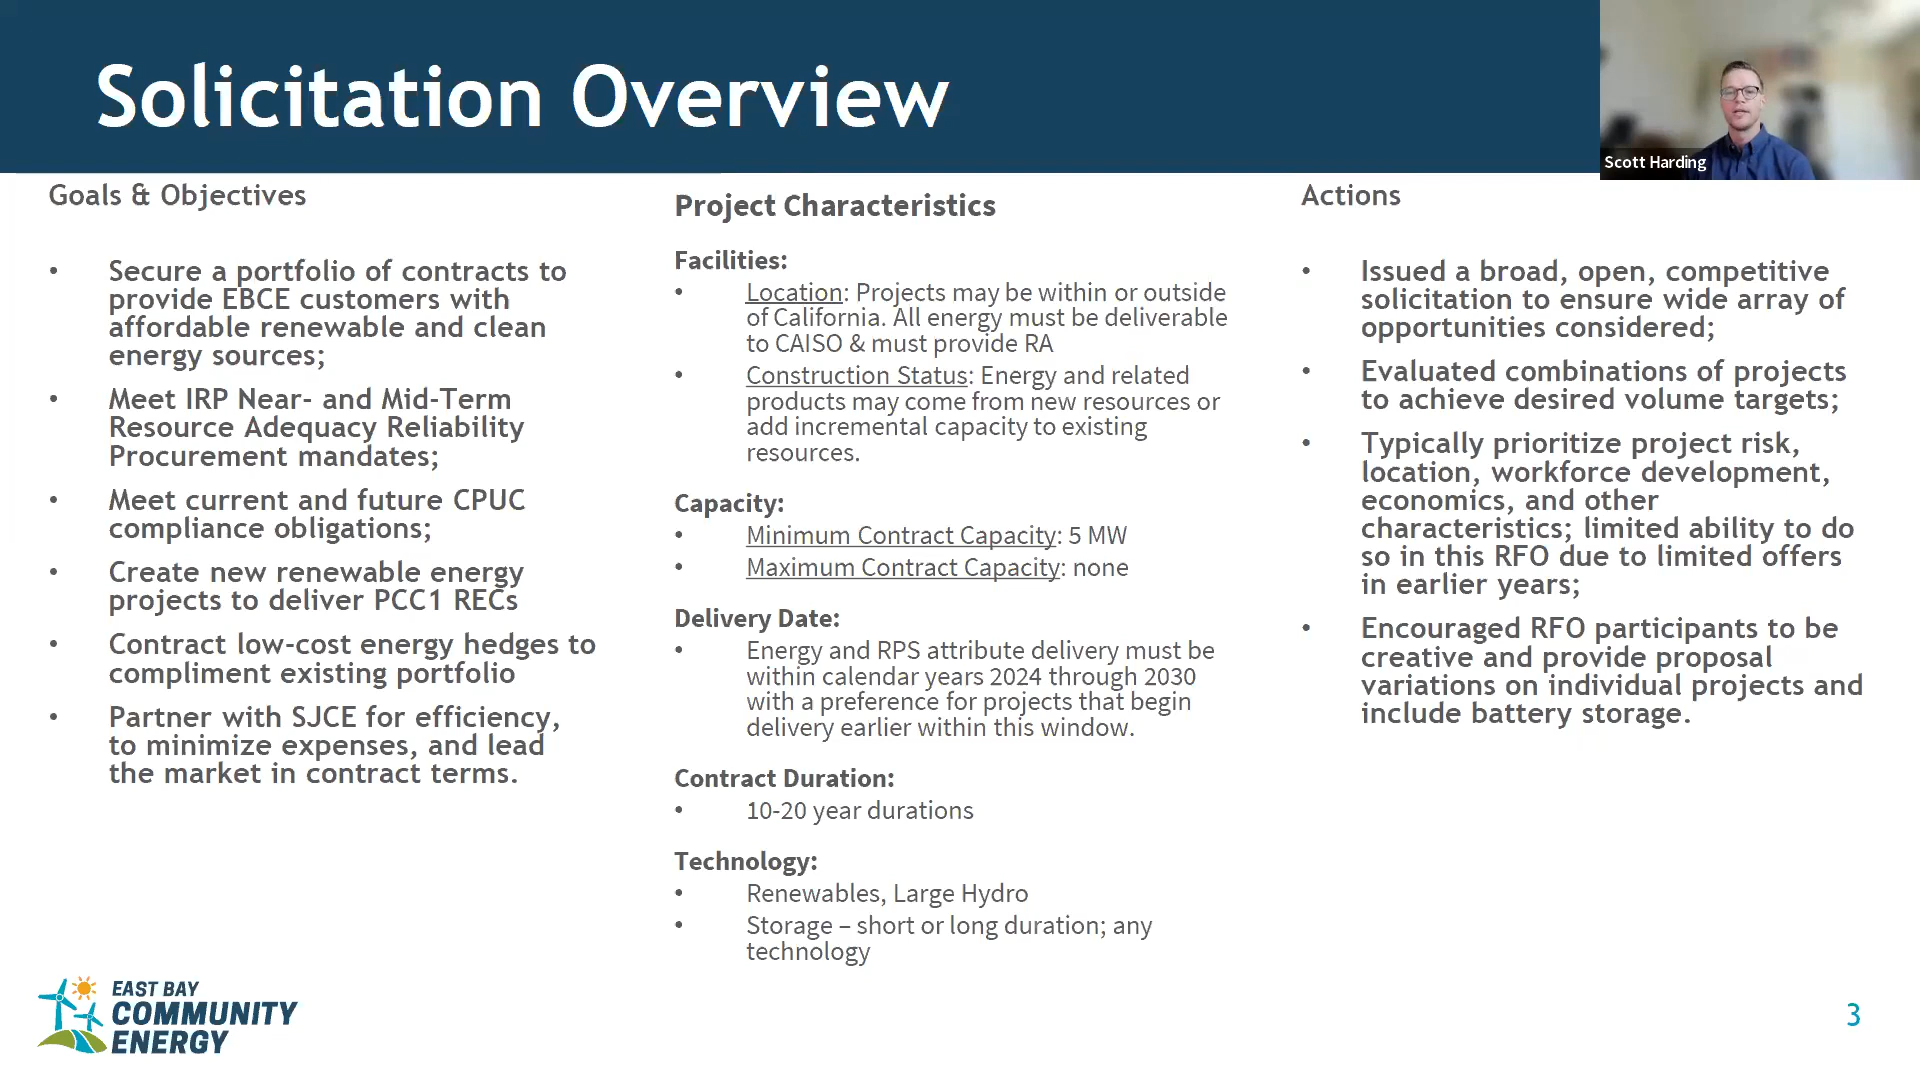 Solicitation Overview
Scott Harding
Goals & Objectives
• Secure a portfolio of contracts to
provide EBCE customers with
affordable renewable and clean
energy sources;
• Meet IRP Near- and Mid-Term
Resource Adequacy Reliability
Procurement mandates;
• Meet current and future CPUC
compliance obligations;
• Create new renewable energy
projects to deliver PCC1 RECs
• Contract low-cost energy hedges to
compliment existing portfolio
• Partner with SJCE for efficiency,
to minimize expenses, and lead
the market in contract terms.
Project Characteristics
Facilities:
• Location: Projects may be within or outside
of California. All energy must be deliverable
to CAISO & must provide RA
• Construction Status: Energy and related
products may come from new resources or
add incremental capacity to existing
resources.
Capacity:
• Minimum Contract Capacity: 5 MW
• Maximum Contract Capacity: none
Delivery Date:
• Energy and RPS attribute delivery must be
within calendar years 2024 through 2030
with a preference for projects that begin
delivery earlier within this window.
Contract Duration:
• 10-20 year durations
Technology:
• Renewables, Large Hydro
• Storage – short or long duration; any
technology
Actions
• Issued a broad, open, competitive
solicitation to ensure wide array of
opportunities considered;
• Evaluated combinations of projects
to achieve desired volume targets;
• Typically prioritize project risk,
location, workforce development,
economics, and other
characteristics; limited ability to do
so in this RFO due to limited offers
in earlier years;
• Encouraged RFO participants to be
creative and provide proposal
variations on individual projects and
include battery storage.
EAST BAY
COMMUNITY
ENERGY
3